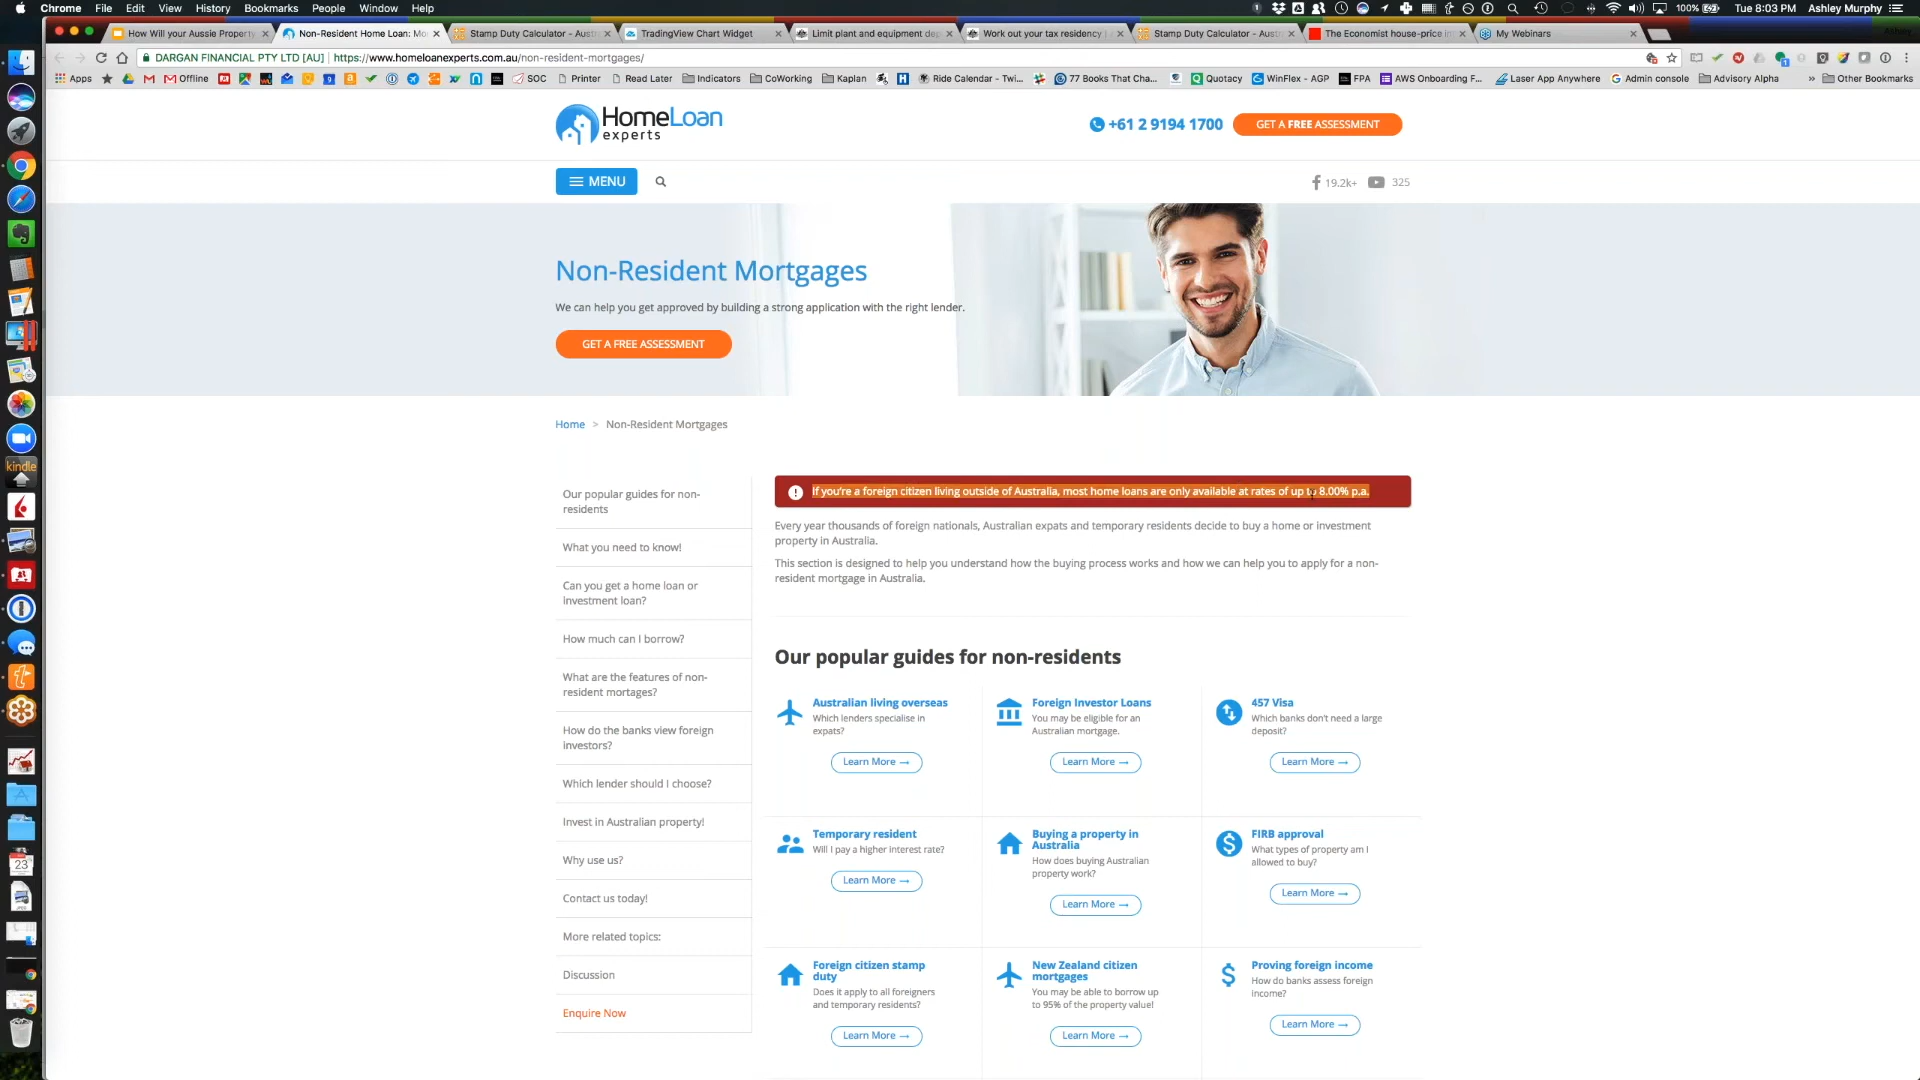 Chrome File Edit View History Bookmarks People Window Help
100% Tue 8:03 PM Ashley Murphy
How Will your Aussie Property
Non-Resident Home Loan: Mo
Stamp Duty Calculator - Austr
TradingView Chart Widget
Limit plant and equipment dep
Work out your tax residency |
Stamp Duty Calculator - Austr
The Economist house-price in
My Webinars
DARGAN FINANCIAL PTY LTD [AU] | https://www.homeloanexperts.com.au/non-resident-mortgages/
Apps Offline SOC Printer Read Later Indicators CoWorking Kaplan Ride Calendar - Twi... 77 Books That Cha... Quotacy WinFlex - AGP FPA AWS Onboarding F... Laser App Anywhere Admin console Advisory Alpha » Other Bookmarks
HomeLoan
experts
+61 2 9194 1700
GET A FREE ASSESSMENT
MENU
19.2k+ 325
Non-Resident Mortgages
We can help you get approved by building a strong application with the right lender.
GET A FREE ASSESSMENT
Home > Non-Resident Mortgages
Our popular guides for non-
residents
What you need to know!
Can you get a home loan or
investment loan?
How much can I borrow?
What are the features of non-
resident mortages?
How do the banks view foreign
investors?
Which lender should I choose?
Invest in Australian property!
Why use us?
Contact us today!
More related topics:
Discussion
Enquire Now
If you're a foreign citizen living outside of Australia, most home loans are only available at rates of up to 8.00% p.a.
Every year thousands of foreign nationals, Australian expats and temporary residents decide to buy a home or investment
property in Australia.
This section is designed to help you understand how the buying process works and how we can help you to apply for a non-
resident mortgage in Australia.
Our popular guides for non-residents
Australian living overseas
Which lenders specialise in
expats?
Learn More →
Foreign Investor Loans
You may be eligible for an
Australian mortgage.
Learn More →
457 Visa
Which banks don't need a large
deposit?
Learn More →
Temporary resident
Will I pay a higher interest rate?
Learn More →
Buying a property in
Australia
How does buying Australian
property work?
Learn More →
FIRB approval
What types of property am I
allowed to buy?
Learn More →
Foreign citizen stamp
duty
Does it apply to all foreigners
and temporary residents?
Learn More →
New Zealand citizen
mortgages
You may be able to borrow up
to 95% of the property value!
Learn More →
Proving foreign income
How do banks assess foreign
income?
Learn More →
kindle
23